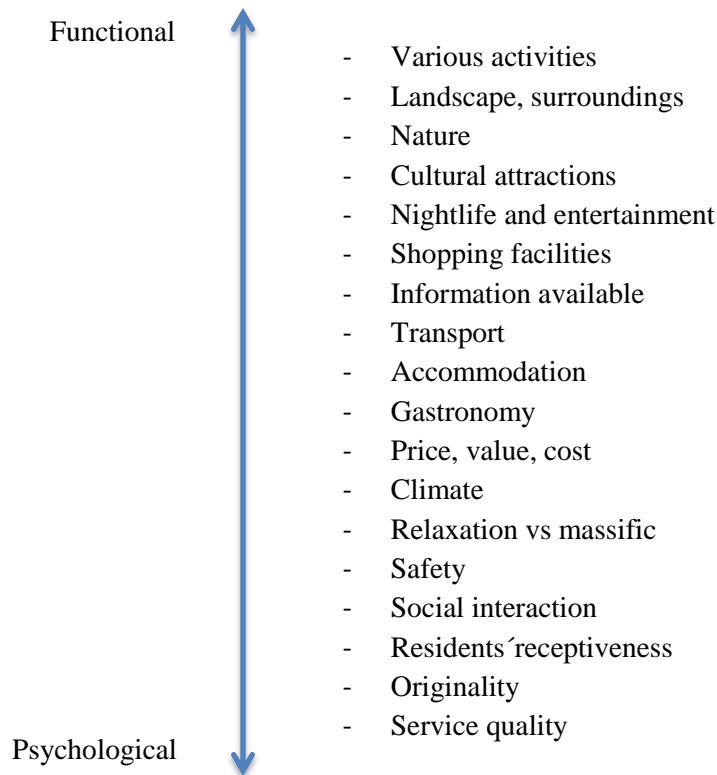 Functional
- Various activities
- Landscape, surroundings
- Nature
- Cultural attractions
- Nightlife and entertainment
- Shopping facilities
- Information available
- Transport
- Accommodation
- Gastronomy
- Price, value, cost
- Climate
- Relaxation vs massific
- Safety
- Social interaction
- Residents´receptiveness
- Originality
- Service quality
Psychological